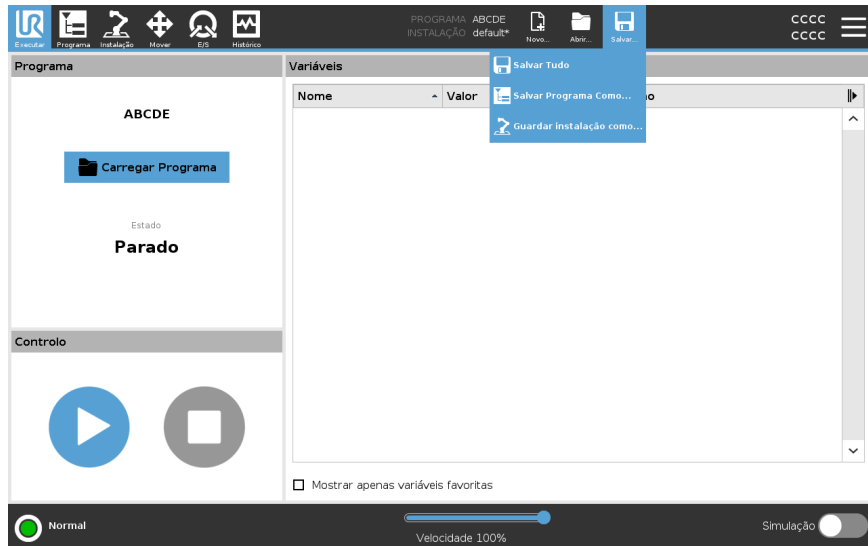 Executar Programa Instalação Mover E/S Histórico
PROGRAMA ABCDE
INSTALAÇÃO default*
Novo... Abrir... Salvar...
CCCC
CCCC
Programa
ABCDE
Carregar Programa
Estado
Parado
Controlo
Variáveis
Salvar Tudo
Salvar Programa Como...
Guardar instalação como...
Nome Valor
Mostrar apenas variáveis favoritas
Normal
Velocidade 100%
Simulação